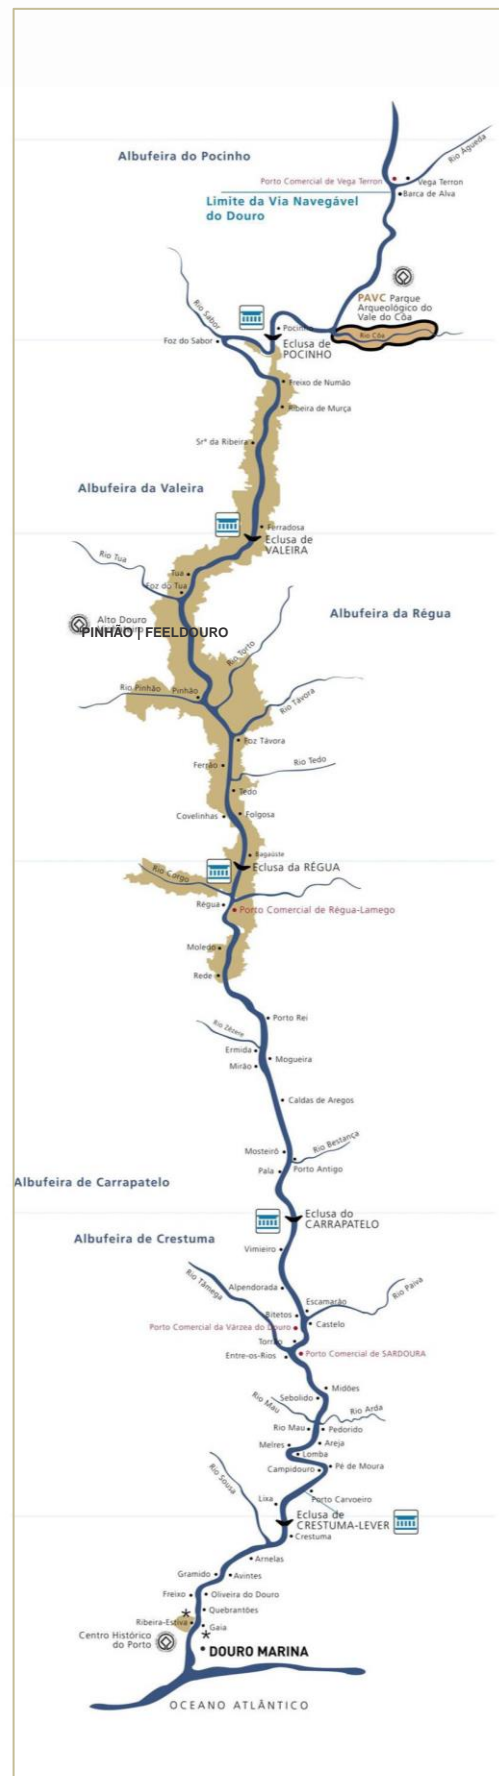 Albufeira do Pocinho
Rio Águeda
Porto Comercial de Vega Terron
Vega Terron
Barca de Alva
Limite da Via Navegável
do Douro
PAVC Parque
Arqueológico do
Vale do Côa
Rio Côa
Rio Sabor
Pocinho
Foz do Sabor
Eclusa de
POCINHO
Freixo de Numão
Ribeira de Murça
Srª da Ribeira
Albufeira da Valeira
Ferradosa
Eclusa de
VALEIRA
Rio Tua
Tua
Foz do Tua
Albufeira da Régua
Alto Douro
PINHÃO | FEELDOURO
Rio Torto
Rio Pinhão
Pinhão
Rio Távora
Foz Távora
Ferrão
Rio Tedo
Tedo
Covelinhas
Folgosa
Bagaúste
Eclusa da RÉGUA
Rio Corgo
Régua
Porto Comercial de Régua-Lamego
Moledo
Rede
Porto Rei
Rio Zêzere
Ermida
Mogueira
Mirão
Caldas de Aregos
Rio Bestança
Mosteirô
Pala
Porto Antigo
Albufeira de Carrapatelo
Eclusa do
CARRAPATELO
Albufeira de Crestuma
Vimieiro
Rio Tâmega
Alpendorada
Rio Paiva
Escamarão
Bitetos
Castelo
Porto Comercial da Várzea do Douro
Torrão
Entre-os-Rios
Porto Comercial de SARDOURA
Midões
Sebolido
Rio Mau
Rio Arda
Rio Mau
Pedorido
Melres
Areja
Lomba
Campidouro
Pé de Moura
Rio Sousa
Lixa
Porto Carvoeiro
Eclusa de
CRESTUMA-LEVER
Crestuma
Arnelas
Gramido
Avintes
Freixo
Oliveira do Douro
Quebrantões
Ribeira-Estiva
Gaia
Centro Histórico
do Porto
DOURO MARINA
OCEANO ATLÂNTICO